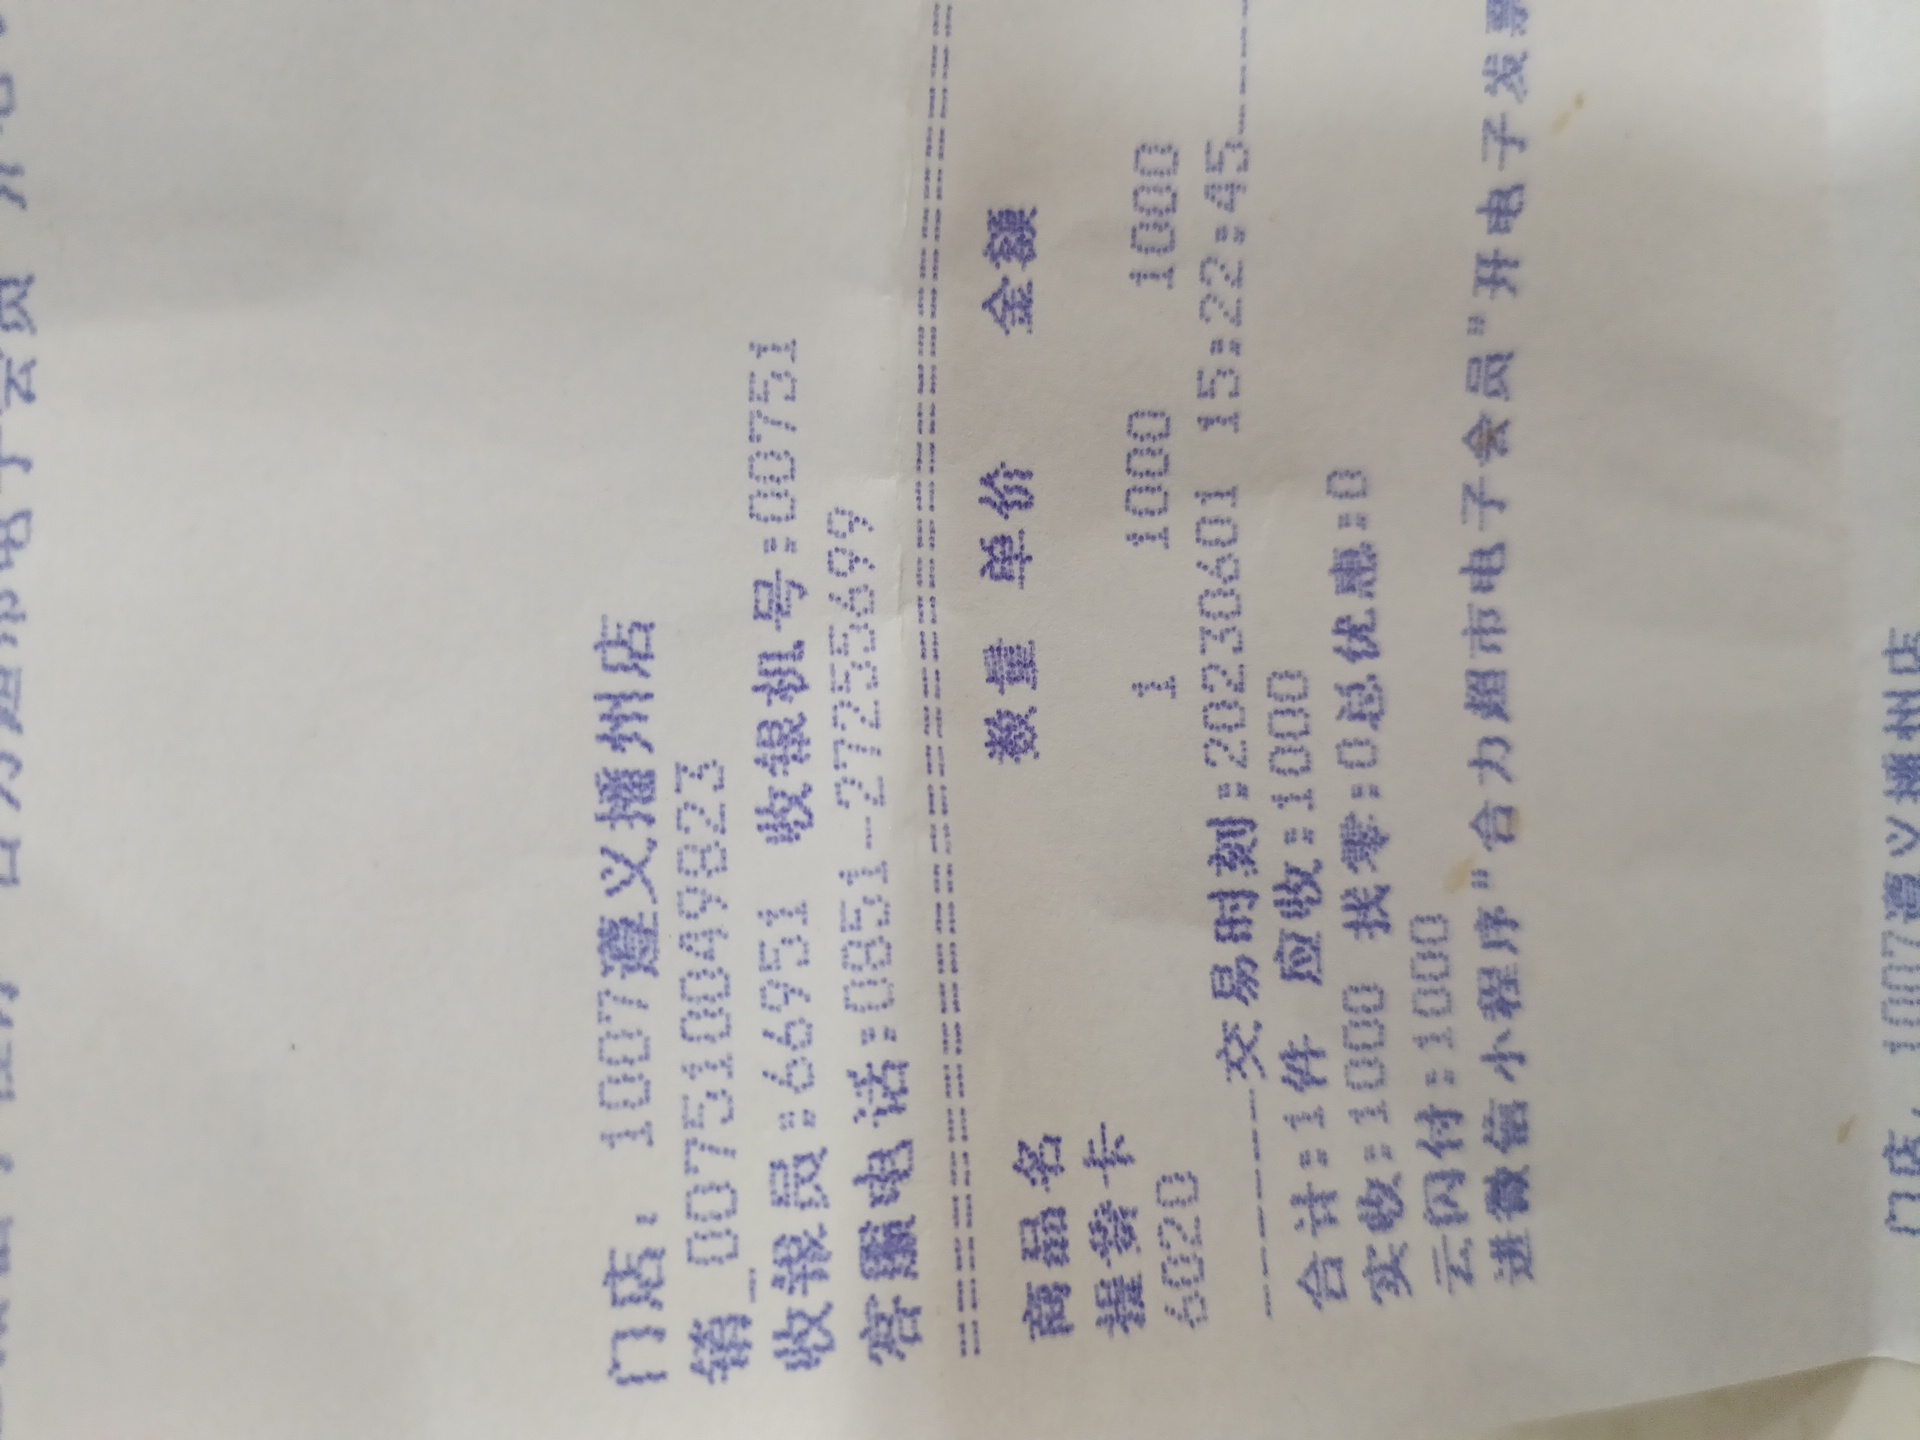 门店: 1007遵义播州店
销_007510049823
收银员:66951 收银机号:00751
客服电话:0851-27255699
================================
商品名 数量 单价 金额
提货卡
6020 1 1000 1000
--------交易时刻:20230601 15:22:45-----
合计:1件 应收:1000
实收:1000 找零:0总优惠:0
云闪付:1000
进微信小程序"合力超市电子会员"开电子发票
门店: 1007遵义播州店